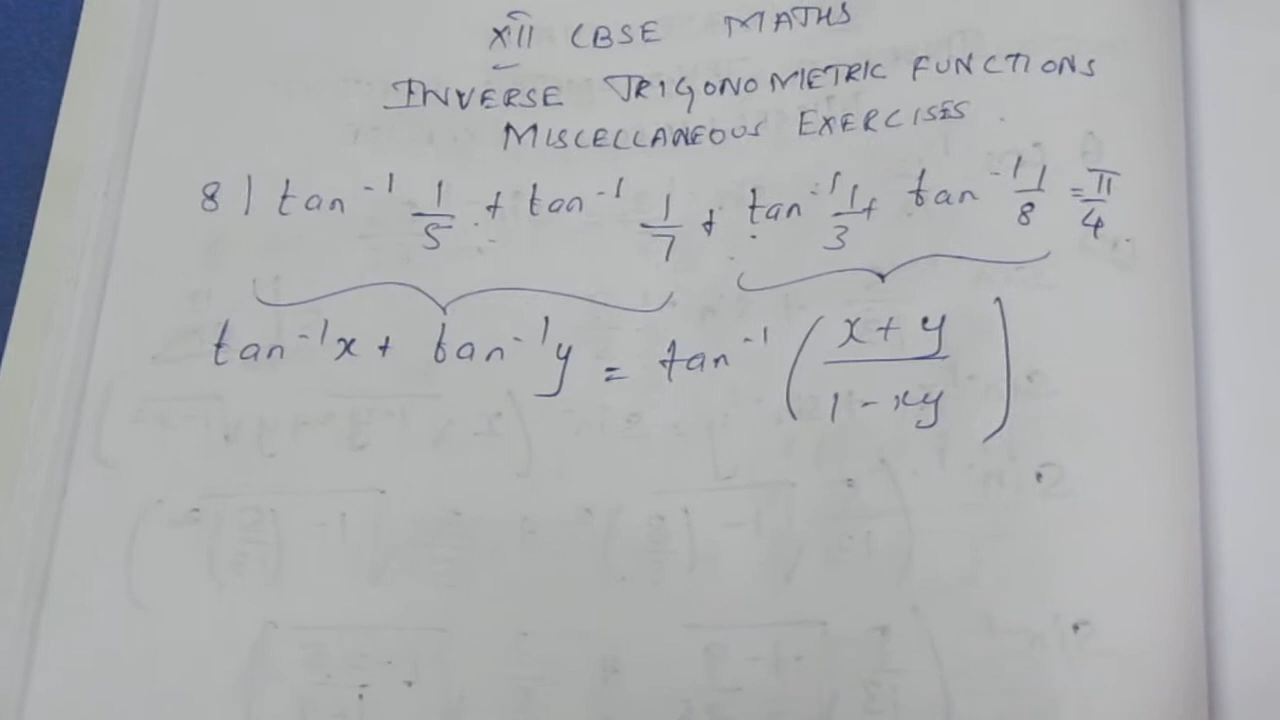 XII CBSE MATHS
INVERSE TRIGONOMETRIC FUNCTIONS
MISCELLANEOUS EXERCISES
8) tan⁻¹ 1/5 + tan⁻¹ 1/7 + tan⁻¹ 1/3 + tan⁻¹ 1/8 = π/4
tan⁻¹x + tan⁻¹y = tan⁻¹ (x+y / 1-xy)